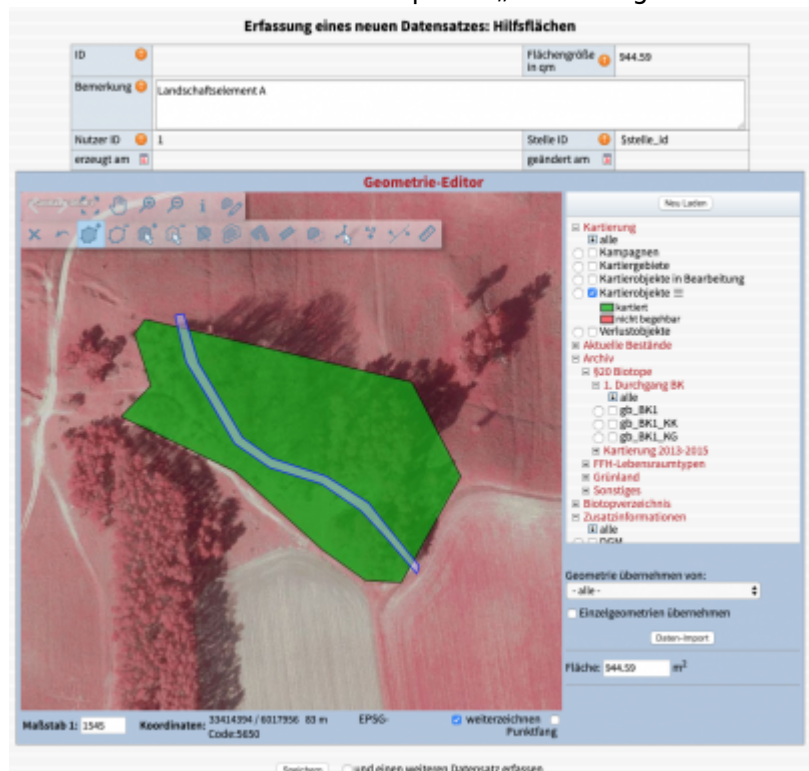 Erfassung eines neuen Datensatzes: Hilfsflächen
ID
Flächengröße in qm
944.59
Bemerkung
Landschaftselement A
Nutzer ID
1
Stelle ID
$stelle_id
erzeugt am
geändert am
Geometrie-Editor
Neu Laden
Kartierung
alle
Kampagnen
Kartiergebiete
Kartierobjekte in Bearbeitung
Kartierobjekte
kartiert
nicht begehbar
Verlustobjekte
Aktuelle Bestände
Archiv
§20 Biotope
1. Durchgang BK
alle
gb_BK1
gb_BK1_KK
gb_BK1_KG
Kartierung 2013-2015
FFH-Lebensraumtypen
Grünland
Sonstiges
Biotopverzeichnis
Zusatzinformationen
alle
DGM
Geometrie übernehmen von:
- alle -
Einzelgeometrien übernehmen
Daten-Import
Fläche: 944.59 m²
Maßstab 1: 1545
Koordinaten: 33414394 / 6017956 83 m
EPSG-Code:5650
weiterzeichnen
Punktfang
Speichern
und einen weiteren Datensatz erfassen